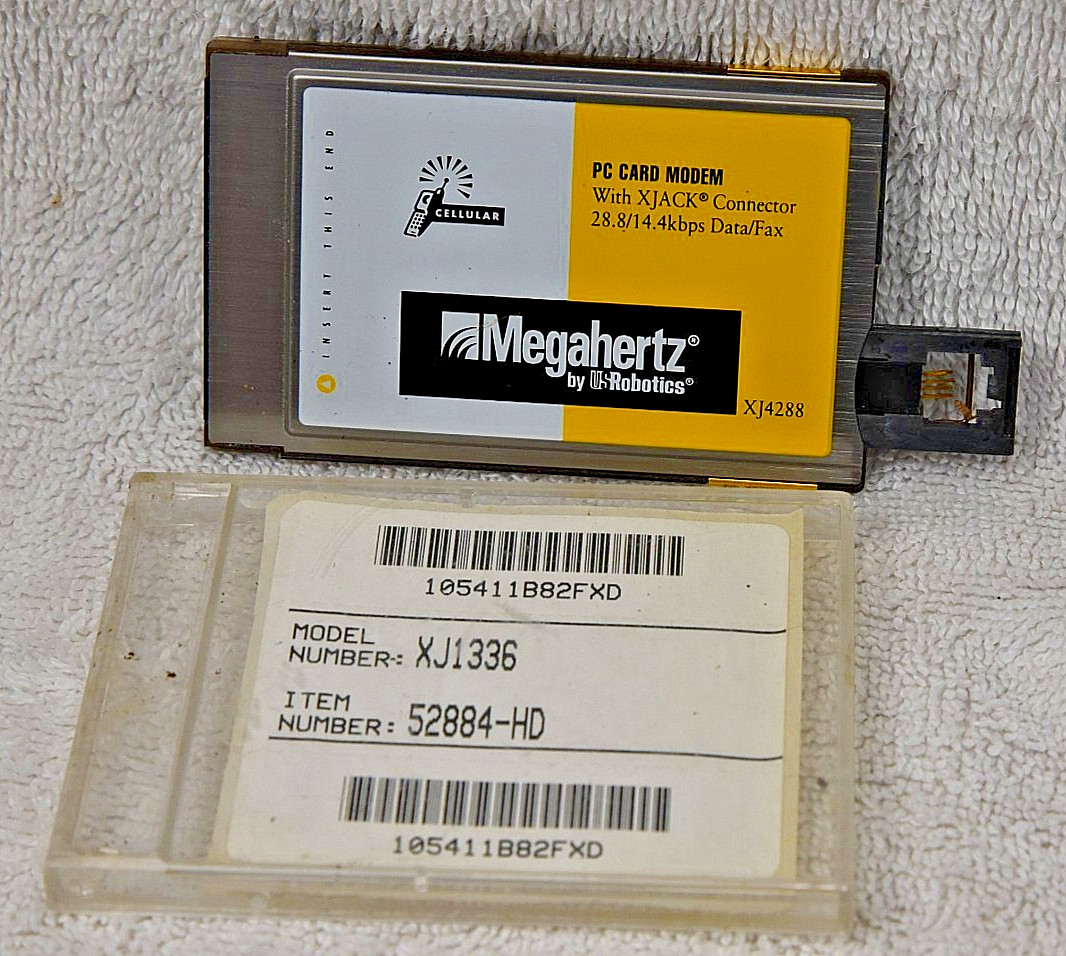 INSERT THIS END
CELLULAR
PC CARD MODEM
With XJACK® Connector
28.8/14.4kbps Data/Fax
Megahertz®
by USRobotics®
XJ4288
105411B82FXD
MODEL
NUMBER: XJ1336
ITEM
NUMBER: 52884-HD
105411B82FXD